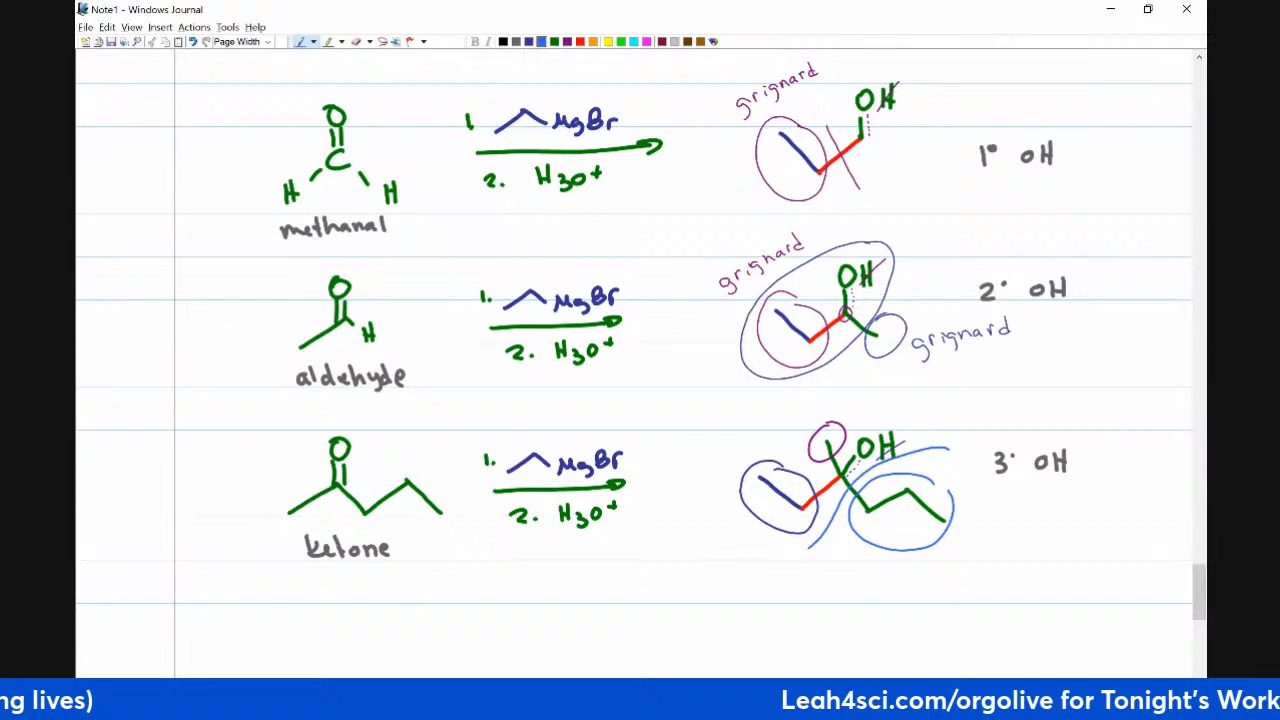 Note1 - Windows Journal
File Edit View Insert Actions Tools Help
Page Width B I
grignard
O
C
H H
methanal
1. MgBr
2. H3O+
OH
1° OH
grignard
O
H
aldehyde
1. MgBr
2. H3O+
OH
grignard
2° OH
O
ketone
1. MgBr
2. H3O+
OH
3° OH
ng lives)
Leah4sci.com/orgolive for Tonight's Work